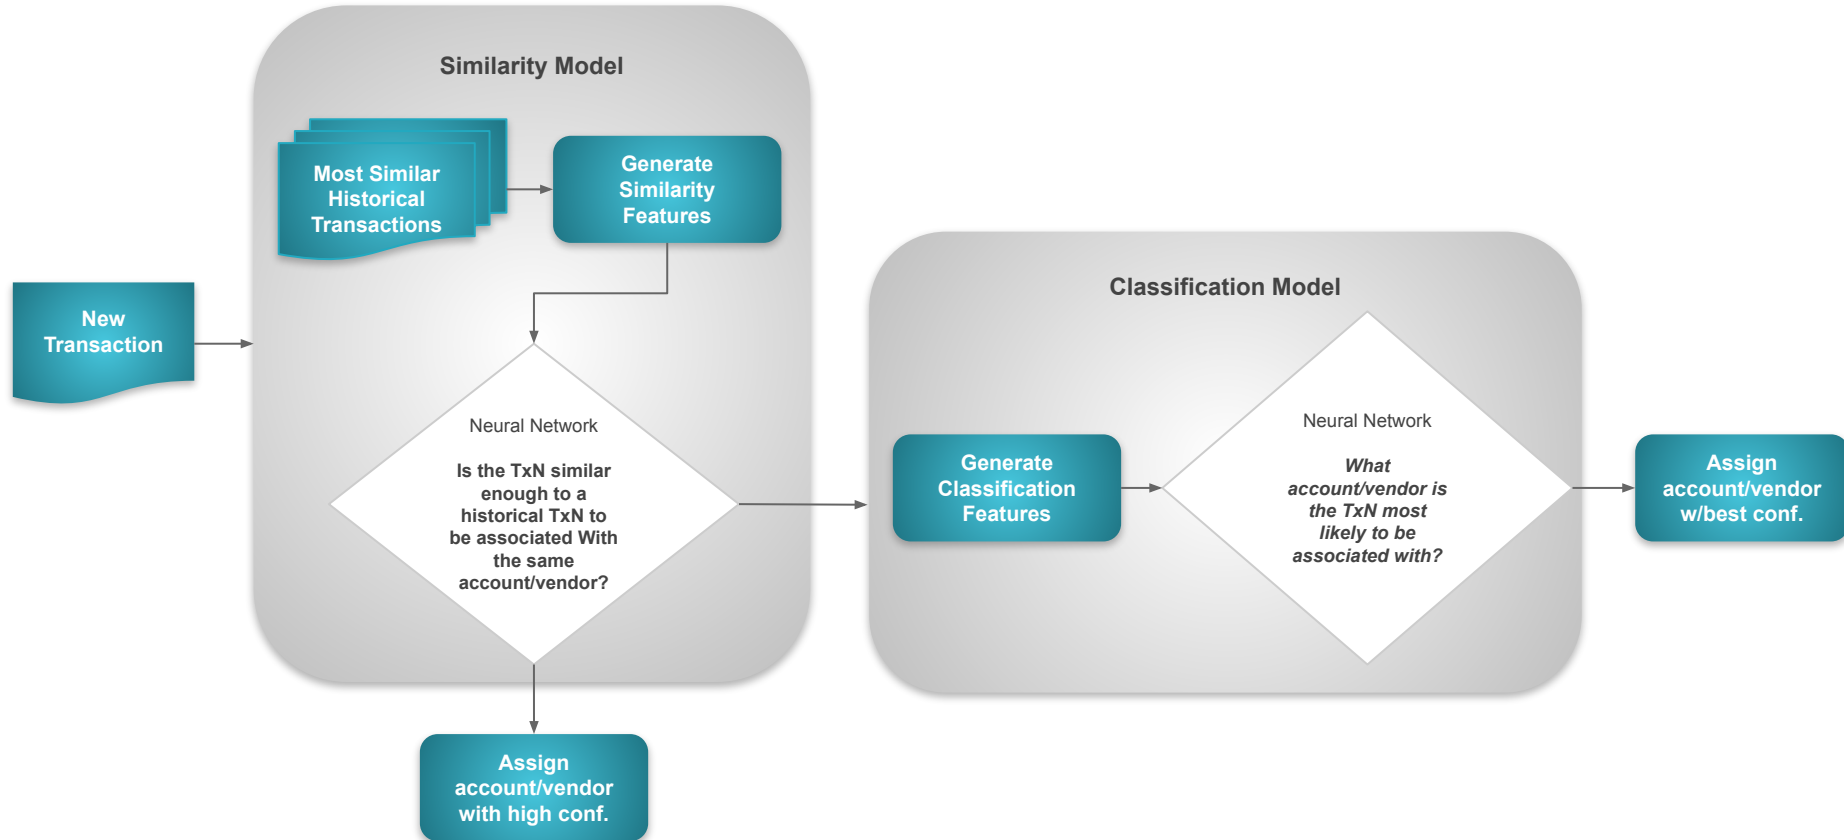 Similarity Model
Most Similar
Historical
Transactions
Generate
Similarity
Features
New
Transaction
Neural Network
Is the TxN similar
enough to a
historical TxN to
be associated With
the same
account/vendor?
Assign
account/vendor
with high conf.
Classification Model
Generate
Classification
Features
Neural Network
What
account/vendor is
the TxN most
likely to be
associated with?
Assign
account/vendor
w/best conf.